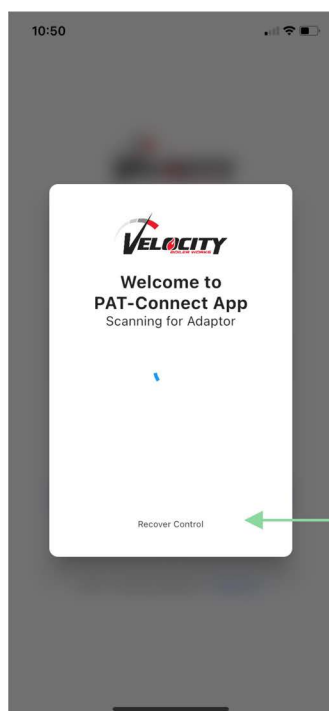 10:50
VELOCITY
BOILER WORKS
Welcome to
PAT-Connect App
Scanning for Adaptor
Recover Control